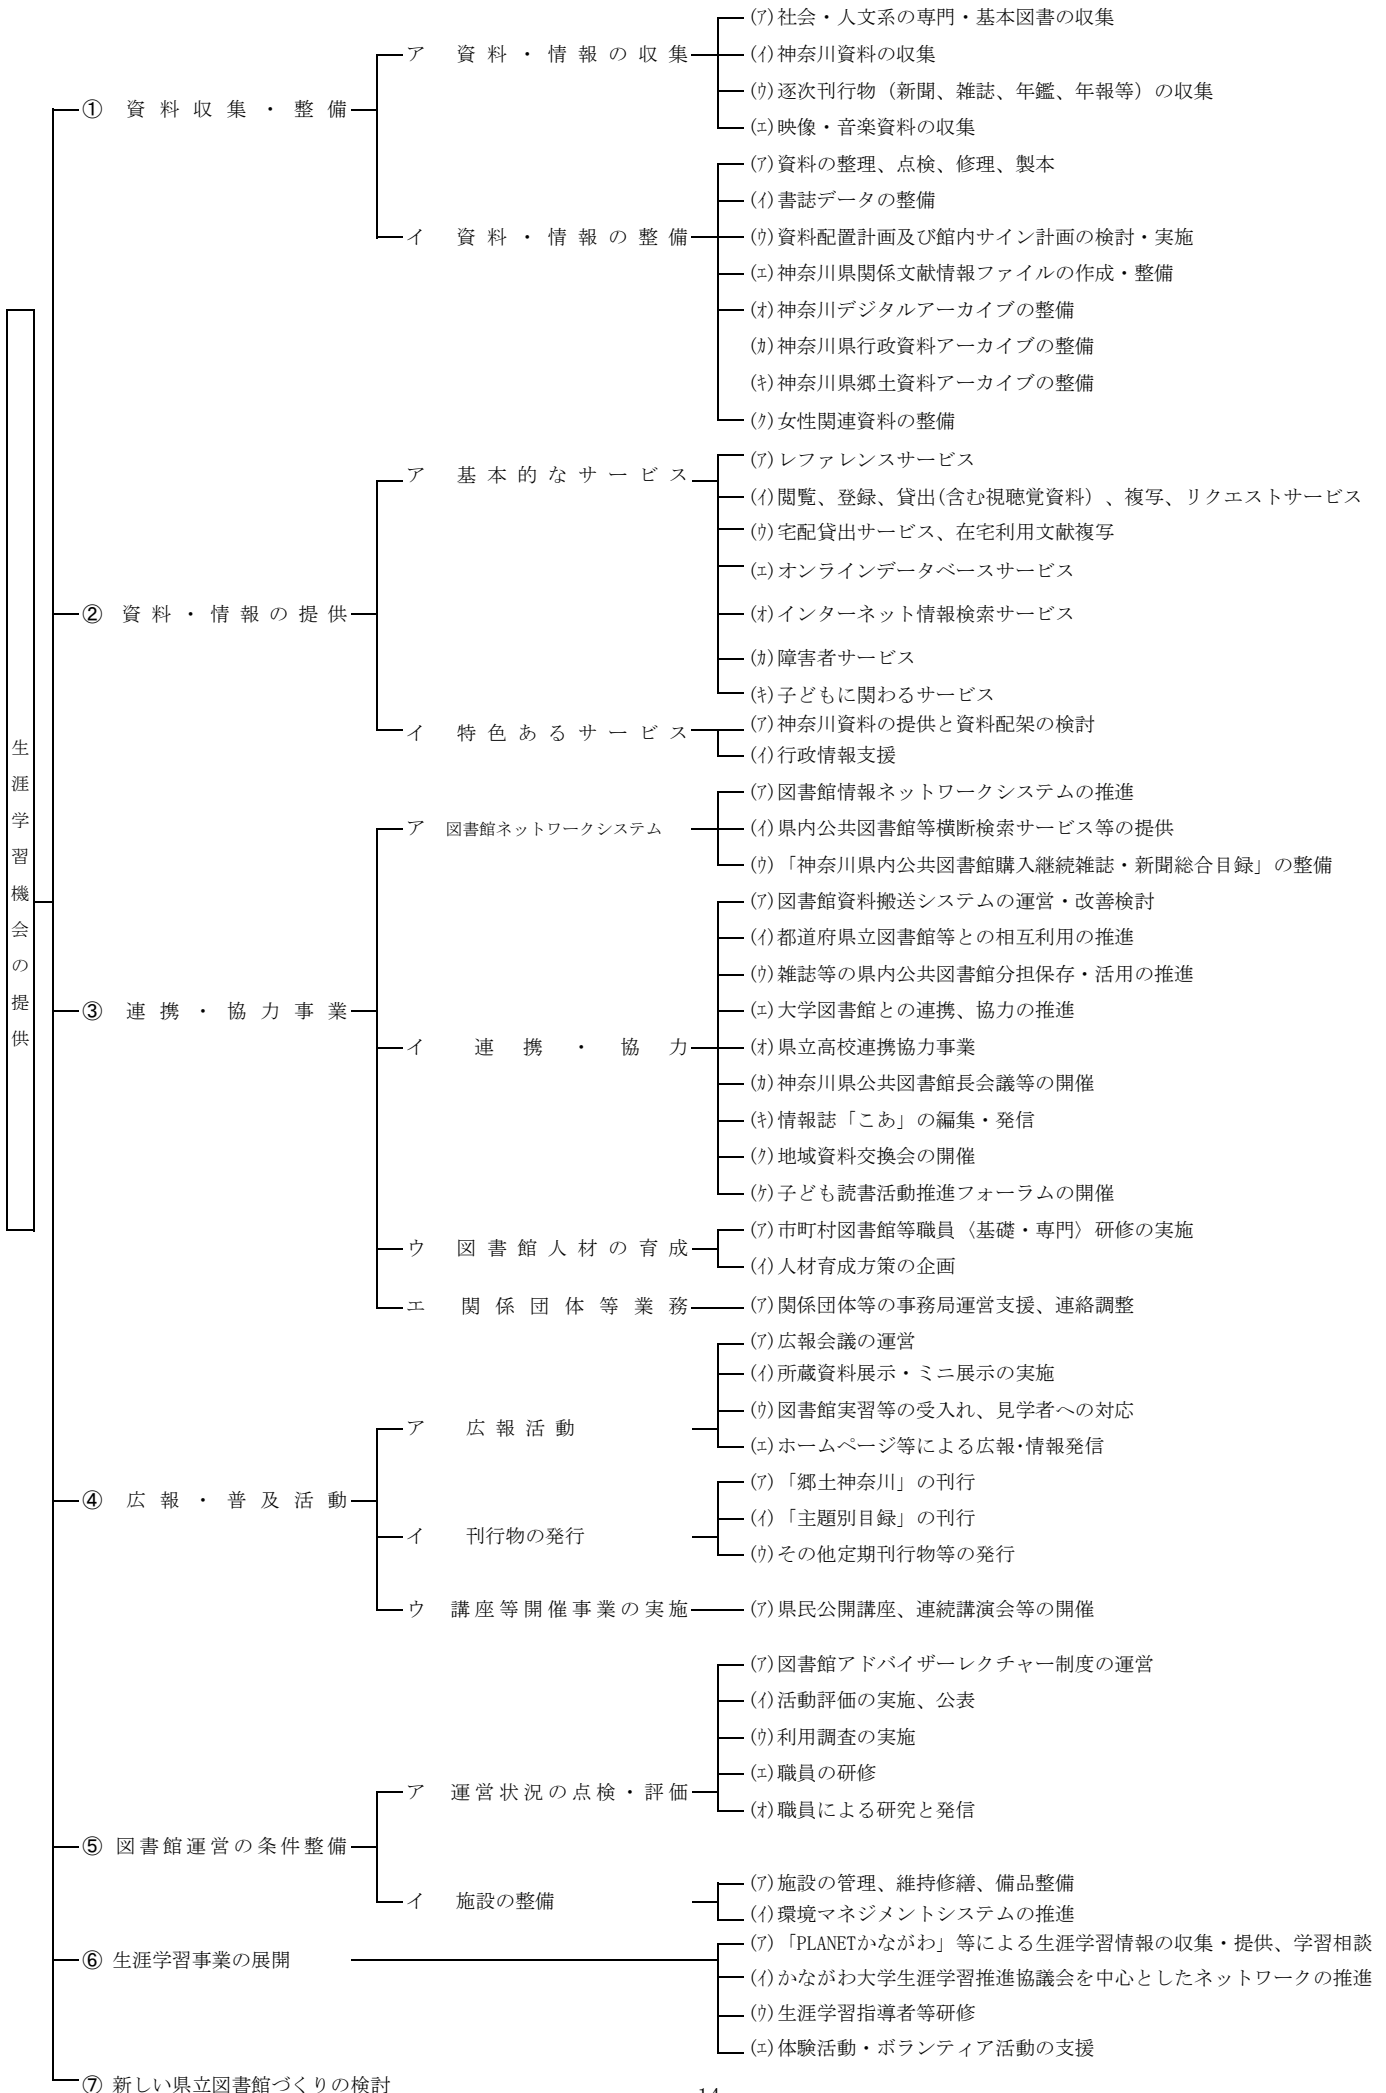 生涯学習機会の提供
① 資料収集・整備
ア 資料・情報の収集
(ｱ)社会・人文系の専門・基本図書の収集
(ｲ)神奈川資料の収集
(ｳ)逐次刊行物（新聞、雑誌、年鑑、年報等）の収集
(ｴ)映像・音楽資料の収集
イ 資料・情報の整備
(ｱ)資料の整理、点検、修理、製本
(ｲ)書誌データの整備
(ｳ)資料配置計画及び館内サイン計画の検討・実施
(ｴ)神奈川県関係文献情報ファイルの作成・整備
(ｵ)神奈川デジタルアーカイブの整備
(ｶ)神奈川県行政資料アーカイブの整備
(ｷ)神奈川県郷土資料アーカイブの整備
(ｸ)女性関連資料の整備
② 資料・情報の提供
ア 基本的なサービス
(ｱ)レファレンスサービス
(ｲ)閲覧、登録、貸出(含む視聴覚資料）、複写、リクエストサービス
(ｳ)宅配貸出サービス、在宅利用文献複写
(ｴ)オンラインデータベースサービス
(ｵ)インターネット情報検索サービス
(ｶ)障害者サービス
(ｷ)子どもに関わるサービス
イ 特色あるサービス
(ｱ)神奈川資料の提供と資料配架の検討
(ｲ)行政情報支援
③ 連携・協力事業
ア 図書館ネットワークシステム
(ｱ)図書館情報ネットワークシステムの推進
(ｲ)県内公共図書館等横断検索サービス等の提供
(ｳ)「神奈川県内公共図書館購入継続雑誌・新聞総合目録」の整備
イ 連携・協力
(ｱ)図書館資料搬送システムの運営・改善検討
(ｲ)都道府県立図書館等との相互利用の推進
(ｳ)雑誌等の県内公共図書館分担保存・活用の推進
(ｴ)大学図書館との連携、協力の推進
(ｵ)県立高校連携協力事業
(ｶ)神奈川県公共図書館長会議等の開催
(ｷ)情報誌「こあ」の編集・発信
(ｸ)地域資料交換会の開催
(ｹ)子ども読書活動推進フォーラムの開催
ウ 図書館人材の育成
(ｱ)市町村図書館等職員〈基礎・専門〉研修の実施
(ｲ)人材育成方策の企画
エ 関係団体等業務
(ｱ)関係団体等の事務局運営支援、連絡調整
④ 広報・普及活動
ア 広報活動
(ｱ)広報会議の運営
(ｲ)所蔵資料展示・ミニ展示の実施
(ｳ)図書館実習等の受入れ、見学者への対応
(ｴ)ホームページ等による広報･情報発信
イ 刊行物の発行
(ｱ)「郷土神奈川」の刊行
(ｲ)「主題別目録」の刊行
(ｳ)その他定期刊行物等の発行
ウ 講座等開催事業の実施
(ｱ)県民公開講座、連続講演会等の開催
⑤ 図書館運営の条件整備
ア 運営状況の点検・評価
(ｱ)図書館アドバイザーレクチャー制度の運営
(ｲ)活動評価の実施、公表
(ｳ)利用調査の実施
(ｴ)職員の研修
(ｵ)職員による研究と発信
イ 施設の整備
(ｱ)施設の管理、維持修繕、備品整備
(ｲ)環境マネジメントシステムの推進
⑥ 生涯学習事業の展開
(ｱ)「PLANETかながわ」等による生涯学習情報の収集・提供、学習相談
(ｲ)かながわ大学生涯学習推進協議会を中心としたネットワークの推進
(ｳ)生涯学習指導者等研修
(ｴ)体験活動・ボランティア活動の支援
⑦ 新しい県立図書館づくりの検討